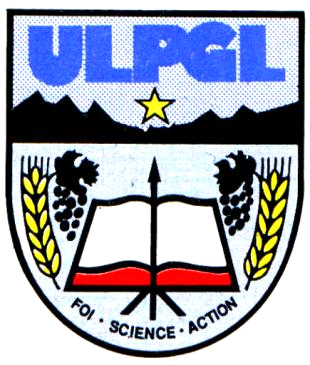 ULPGL
FOI · SCIENCE · ACTION